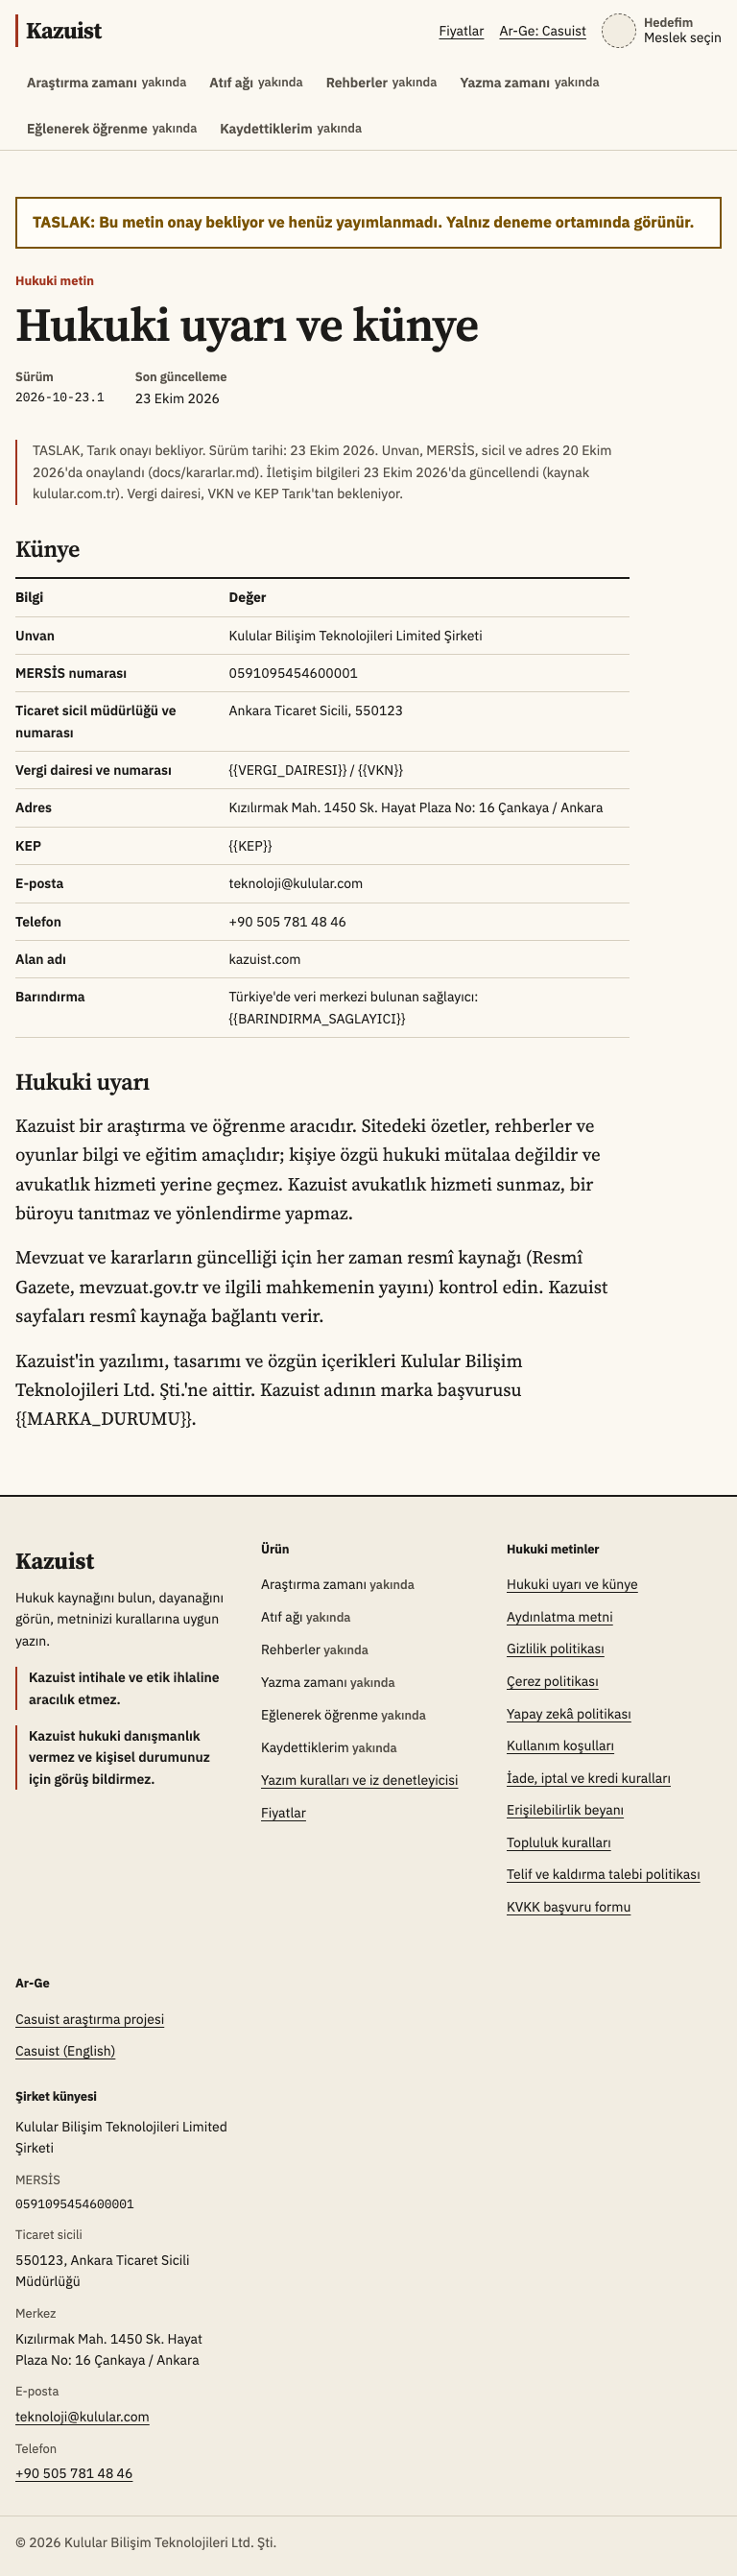 Kazuist
Fiyatlar
Ar-Ge: Casuist
Hedefim
Meslek seçin
Araştırma zamanı yakında
Atıf ağı yakında
Rehberler yakında
Yazma zamanı yakında
Eğlenerek öğrenme yakında
Kaydettiklerim yakında
TASLAK: Bu metin onay bekliyor ve henüz yayımlanmadı. Yalnız deneme ortamında görünür.
Hukuki metin
Hukuki uyarı ve künye
Sürüm
2026-10-23.1
Son güncelleme
23 Ekim 2026
TASLAK, Tarık onayı bekliyor. Sürüm tarihi: 23 Ekim 2026. Unvan, MERSİS, sicil ve adres 20 Ekim
2026'da onaylandı (docs/kararlar.md). İletişim bilgileri 23 Ekim 2026'da güncellendi (kaynak
kulular.com.tr). Vergi dairesi, VKN ve KEP Tarık'tan bekleniyor.
Künye
Bilgi Değer
Unvan Kulular Bilişim Teknolojileri Limited Şirketi
MERSİS numarası 0591095454600001
Ticaret sicil müdürlüğü ve Ankara Ticaret Sicili, 550123
numarası
Vergi dairesi ve numarası {{VERGI_DAIRESI}} / {{VKN}}
Adres Kızılırmak Mah. 1450 Sk. Hayat Plaza No: 16 Çankaya / Ankara
KEP {{KEP}}
E-posta teknoloji@kulular.com
Telefon +90 505 781 48 46
Alan adı kazuist.com
Barındırma Türkiye'de veri merkezi bulunan sağlayıcı:
{{BARINDIRMA_SAGLAYICI}}
Hukuki uyarı
Kazuist bir araştırma ve öğrenme aracıdır. Sitedeki özetler, rehberler ve
oyunlar bilgi ve eğitim amaçlıdır; kişiye özgü hukuki mütalaa değildir ve
avukatlık hizmeti yerine geçmez. Kazuist avukatlık hizmeti sunmaz, bir
büroyu tanıtmaz ve yönlendirme yapmaz.
Mevzuat ve kararların güncelliği için her zaman resmî kaynağı (Resmî
Gazete, mevzuat.gov.tr ve ilgili mahkemenin yayını) kontrol edin. Kazuist
sayfaları resmî kaynağa bağlantı verir.
Kazuist'in yazılımı, tasarımı ve özgün içerikleri Kulular Bilişim
Teknolojileri Ltd. Şti.'ne aittir. Kazuist adının marka başvurusu
{{MARKA_DURUMU}}.
Kazuist
Hukuk kaynağını bulun, dayanağını
görün, metninizi kurallarına uygun
yazın.
Kazuist intihale ve etik ihlaline
aracılık etmez.
Kazuist hukuki danışmanlık
vermez ve kişisel durumunuz
için görüş bildirmez.
Ürün
Araştırma zamanı yakında
Atıf ağı yakında
Rehberler yakında
Yazma zamanı yakında
Eğlenerek öğrenme yakında
Kaydettiklerim yakında
Yazım kuralları ve iz denetleyicisi
Fiyatlar
Hukuki metinler
Hukuki uyarı ve künye
Aydınlatma metni
Gizlilik politikası
Çerez politikası
Yapay zekâ politikası
Kullanım koşulları
İade, iptal ve kredi kuralları
Erişilebilirlik beyanı
Topluluk kuralları
Telif ve kaldırma talebi politikası
KVKK başvuru formu
Ar-Ge
Casuist araştırma projesi
Casuist (English)
Şirket künyesi
Kulular Bilişim Teknolojileri Limited
Şirketi
MERSİS
0591095454600001
Ticaret sicili
550123, Ankara Ticaret Sicili
Müdürlüğü
Merkez
Kızılırmak Mah. 1450 Sk. Hayat
Plaza No: 16 Çankaya / Ankara
E-posta
teknoloji@kulular.com
Telefon
+90 505 781 48 46
© 2026 Kulular Bilişim Teknolojileri Ltd. Şti.